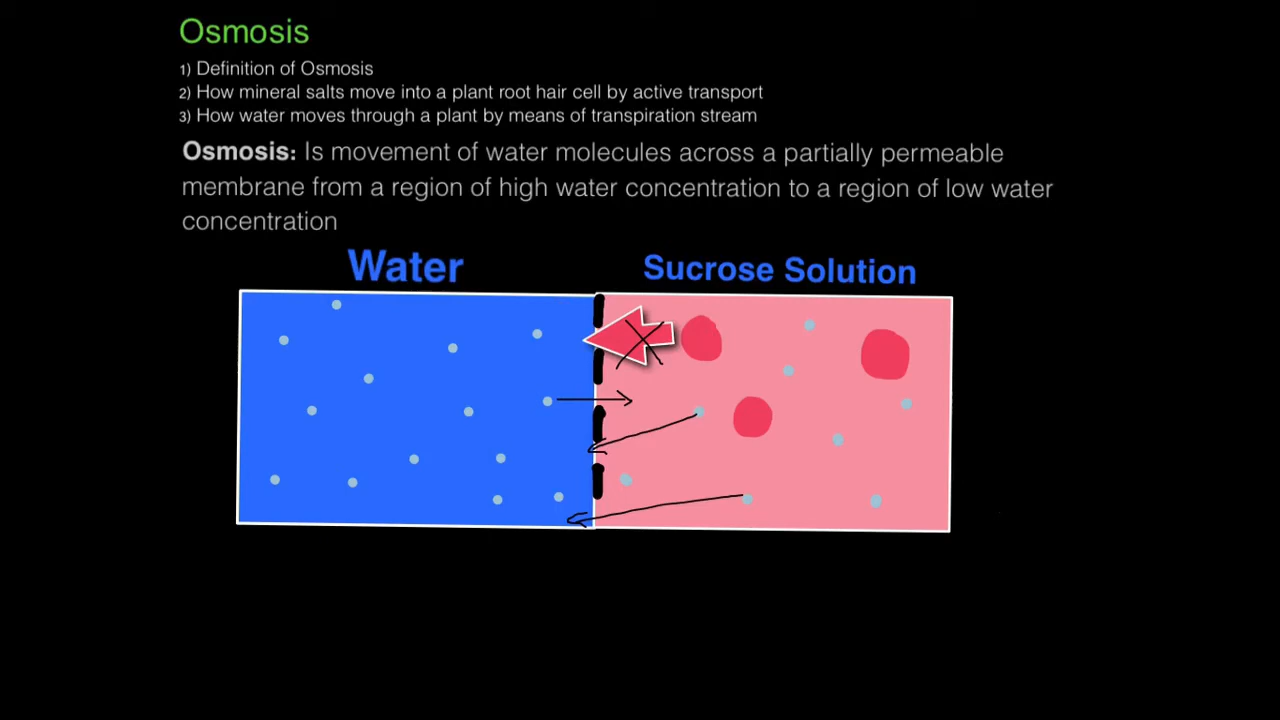 Osmosis
1) Definition of Osmosis
2) How mineral salts move into a plant root hair cell by active transport
3) How water moves through a plant by means of transpiration stream
Osmosis: Is movement of water molecules across a partially permeable
membrane from a region of high water concentration to a region of low water
concentration
Water
Sucrose Solution